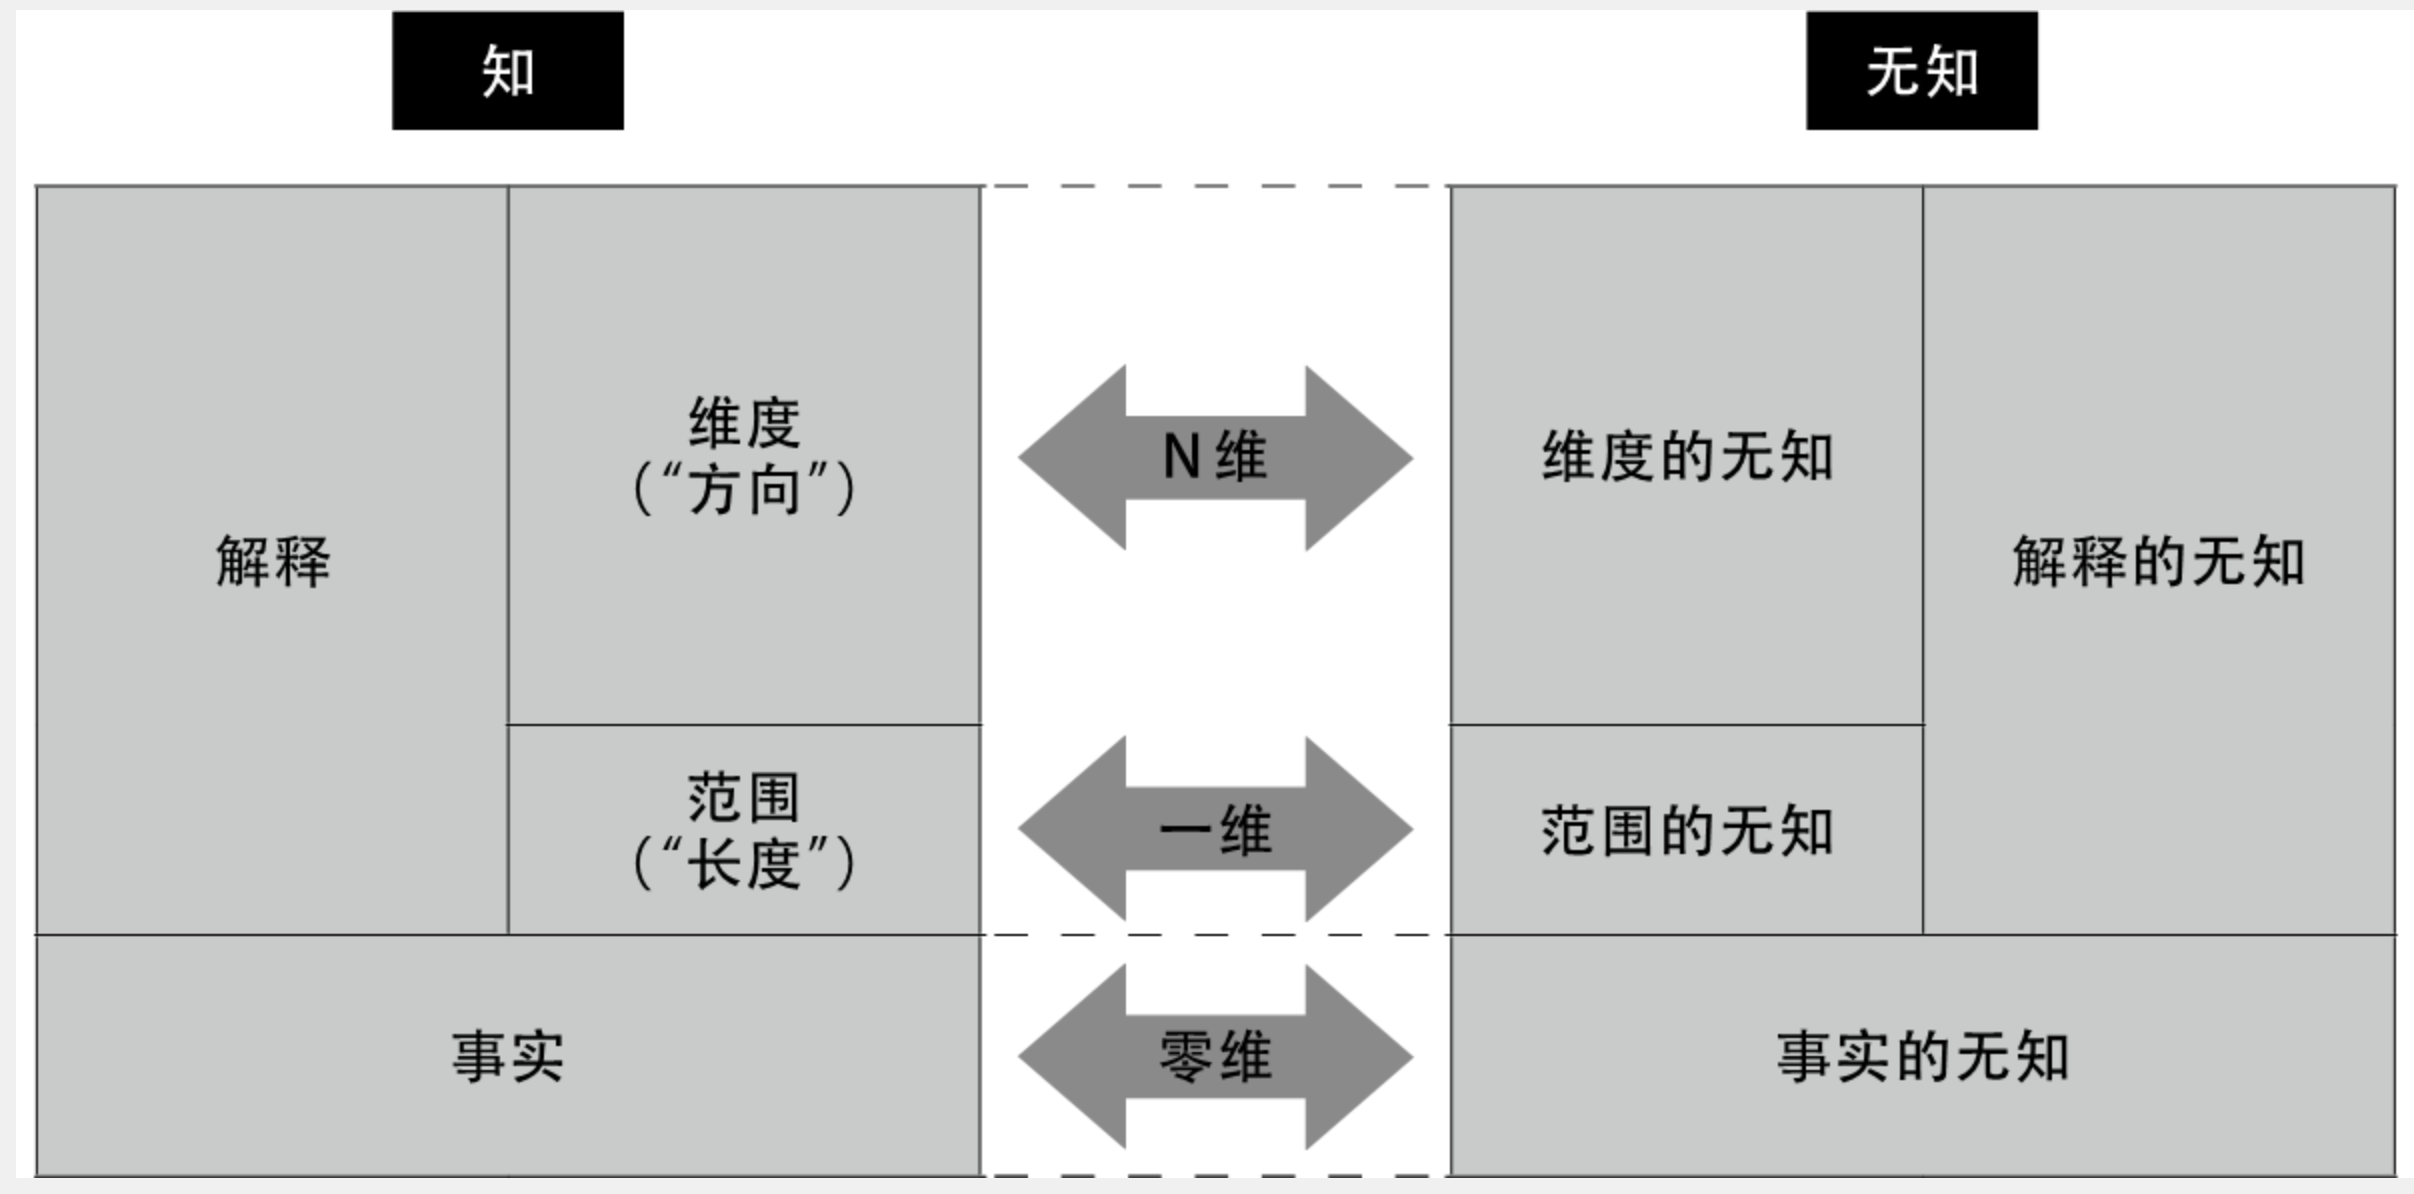 知
无知
解释
维度
（“方向”）
N维
维度的无知
解释的无知
范围
（“长度”）
一维
范围的无知
事实
零维
事实的无知